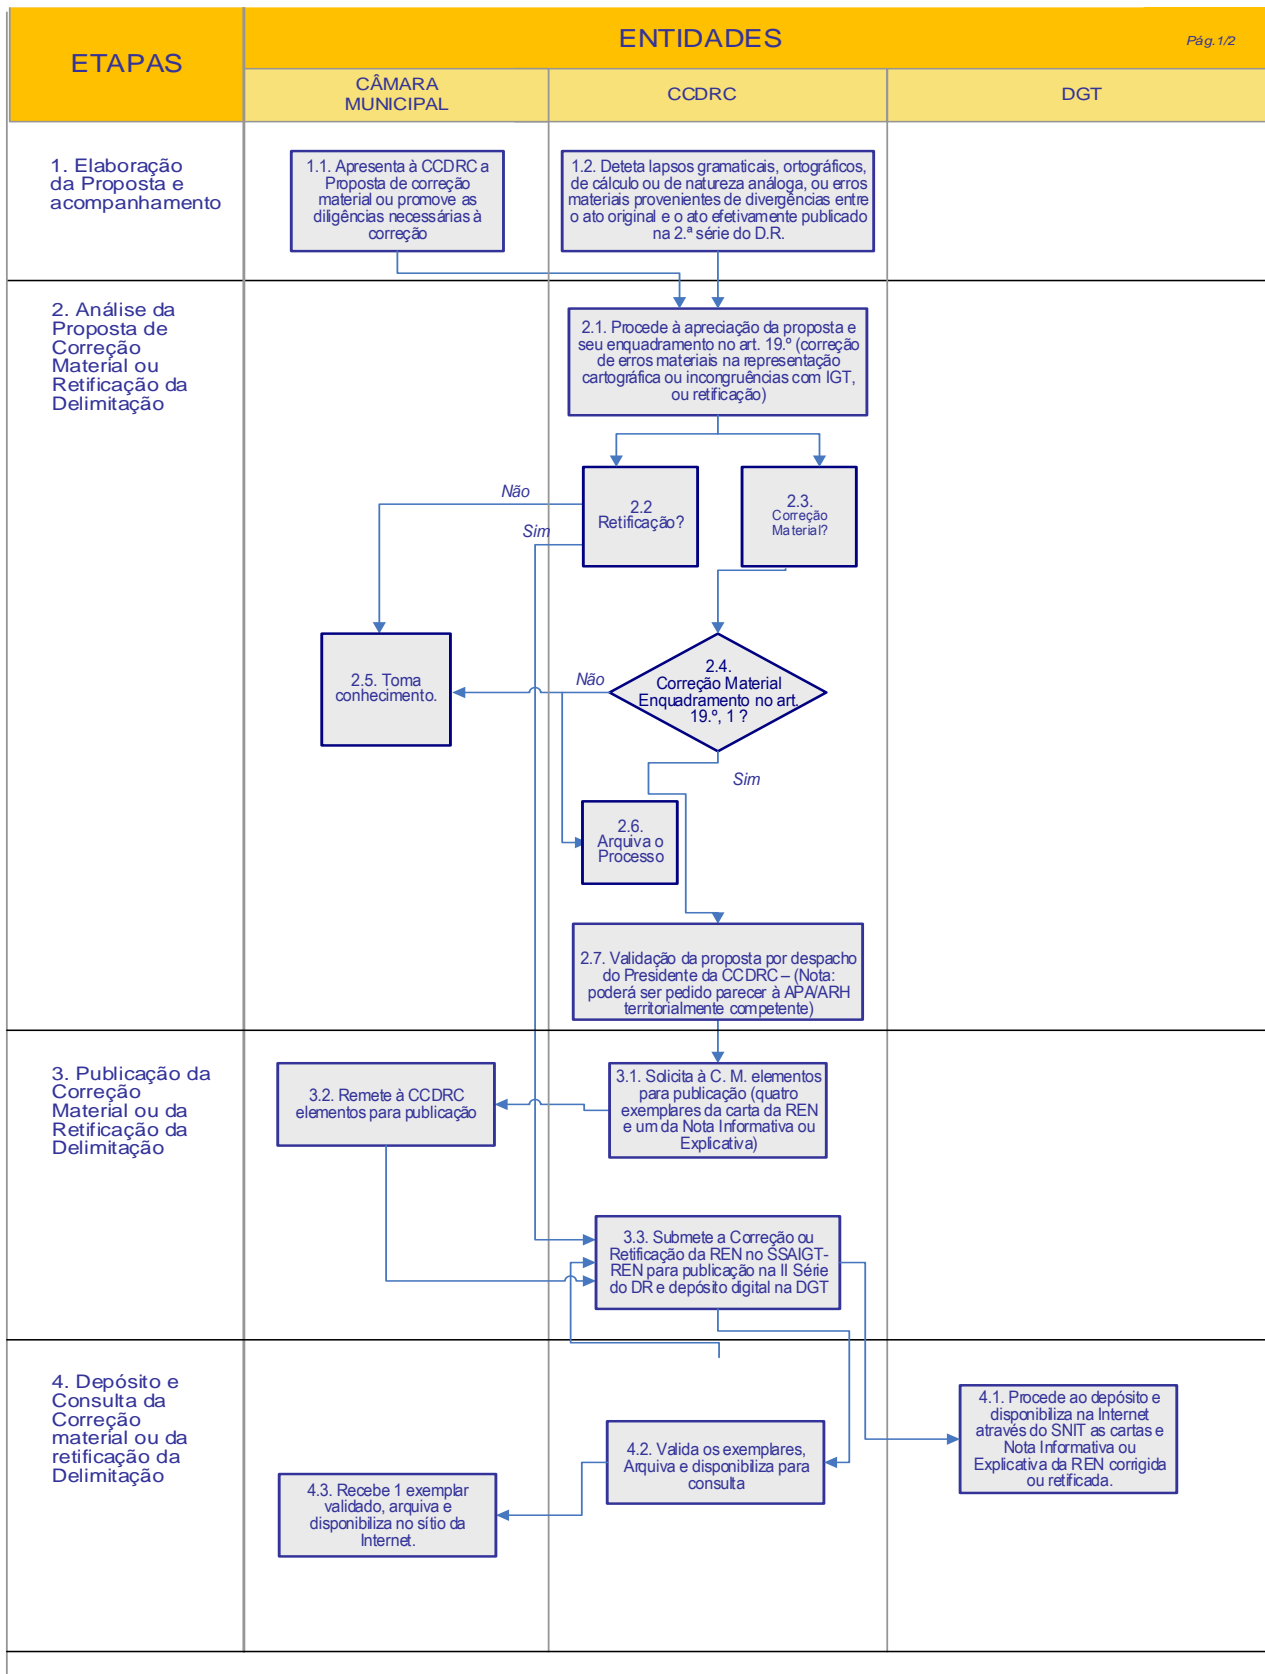 ETAPAS
ENTIDADES
Pág.1/2
CÂMARA
MUNICIPAL
CCDRC
DGT
1. Elaboração
da Proposta e
acompanhamento
1.1. Apresenta à CCDRC a
Proposta de correção
material ou promove as
diligências necessárias à
correção
1.2. Deteta lapsos gramaticais, ortográficos,
de cálculo ou de natureza análoga, ou erros
materiais provenientes de divergências entre
o ato original e o ato efetivamente publicado
na 2.ª série do D.R.
2. Análise da
Proposta de
Correção
Material ou
Retificação da
Delimitação
2.1. Procede à apreciação da proposta e
seu enquadramento no art. 19.º (correção
de erros materiais na representação
cartográfica ou incongruências com IGT,
ou retificação)
Não
Sim
2.2
Retificação?
2.3.
Correção
Material?
2.5. Toma
conhecimento.
Não
2.4.
Correção Material
Enquadramento no art.
19.º, 1 ?
Sim
2.6.
Arquiva o
Processo
2.7. Validação da proposta por despacho
do Presidente da CCDRC – (Nota:
poderá ser pedido parecer à APA/ARH
territorialmente competente)
3. Publicação da
Correção
Material ou da
Retificação da
Delimitação
3.2. Remete à CCDRC
elementos para publicação
3.1. Solicita à C. M. elementos
para publicação (quatro
exemplares da carta da REN
e um da Nota Informativa ou
Explicativa)
3.3. Submete a Correção ou
Retificação da REN no SSAIGT-
REN para publicação na II Série
do DR e depósito digital na DGT
4. Depósito e
Consulta da
Correção
material ou da
retificação da
Delimitação
4.1. Procede ao depósito e
disponibiliza na Internet
através do SNIT as cartas e
Nota Informativa ou
Explicativa da REN corrigida
ou retificada.
4.2. Valida os exemplares,
Arquiva e disponibiliza para
consulta
4.3. Recebe 1 exemplar
validado, arquiva e
disponibiliza no sítio da
Internet.